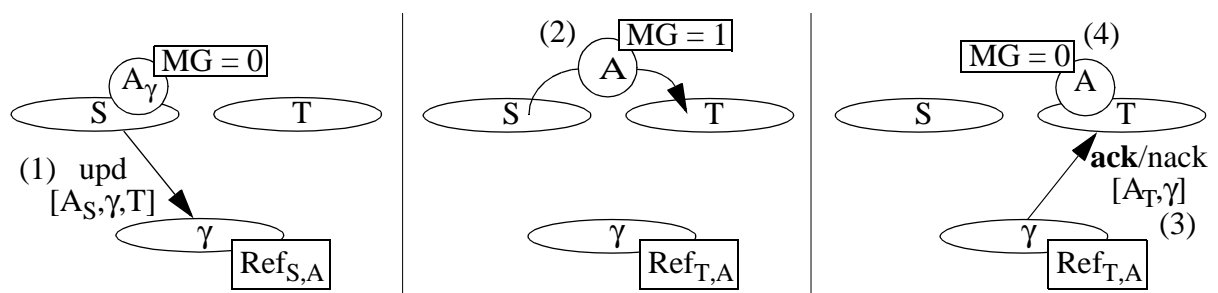 MG = 0
Aγ
S
T
(1) upd
[AS,γ,T]
γ
RefS,A
(2)
MG = 1
A
S
T
γ
RefT,A
(4)
MG = 0
A
S
T
ack/nack
[AT,γ]
(3)
γ
RefT,A